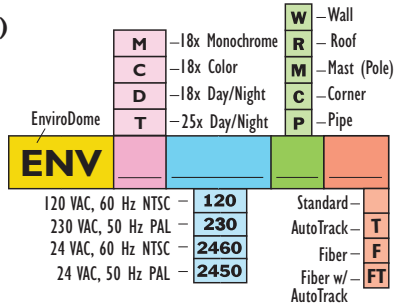 )
M – 18x Monochrome
C – 18x Color
D – 18x Day/Night
T – 25x Day/Night
W – Wall
R – Roof
M – Mast (Pole)
C – Corner
P – Pipe
EnviroDome
ENV
120 VAC, 60 Hz NTSC – 120
230 VAC, 50 Hz PAL – 230
24 VAC, 60 Hz NTSC – 2460
24 VAC, 50 Hz PAL – 2450
Standard –
AutoTrack – T
Fiber – F
Fiber w/ – FT
AutoTrack